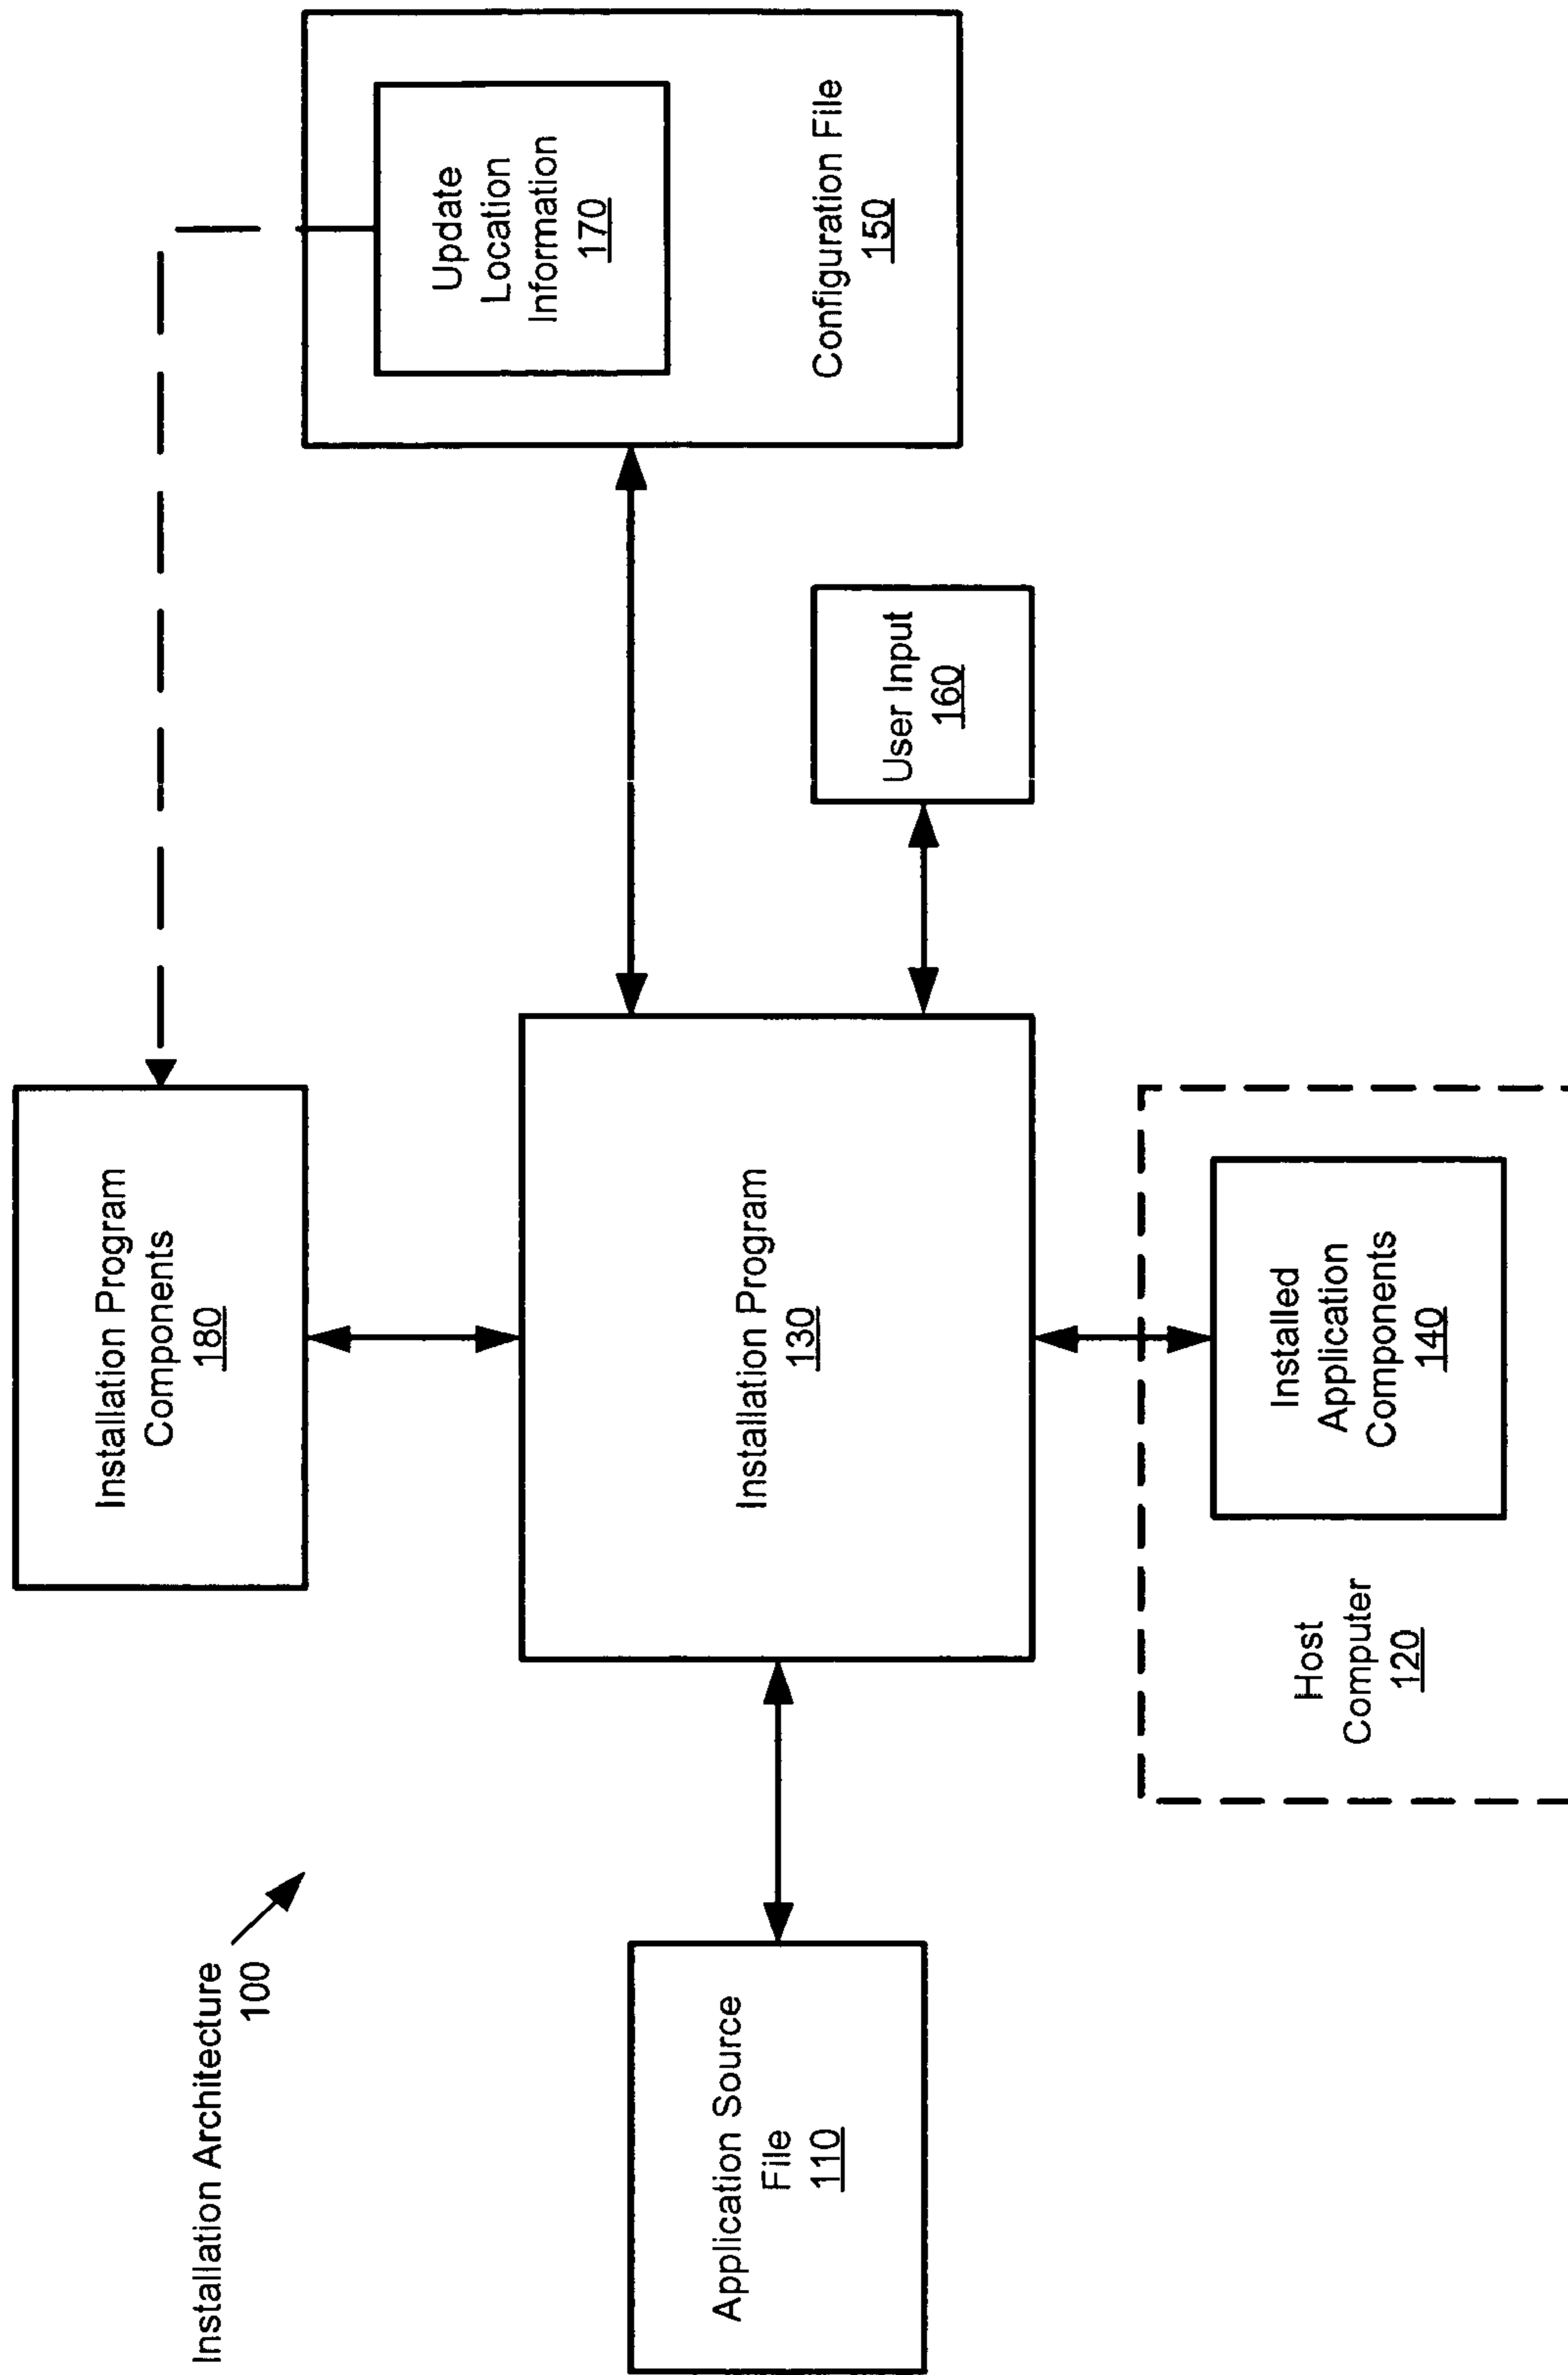 Installation Architecture
100
Installation Program
Components
180
Update
Location
Information
170
Configuration File
150
Application Source
File
110
Installation Program
130
User Input
160
Host
Computer
120
Installed
Application
Components
140